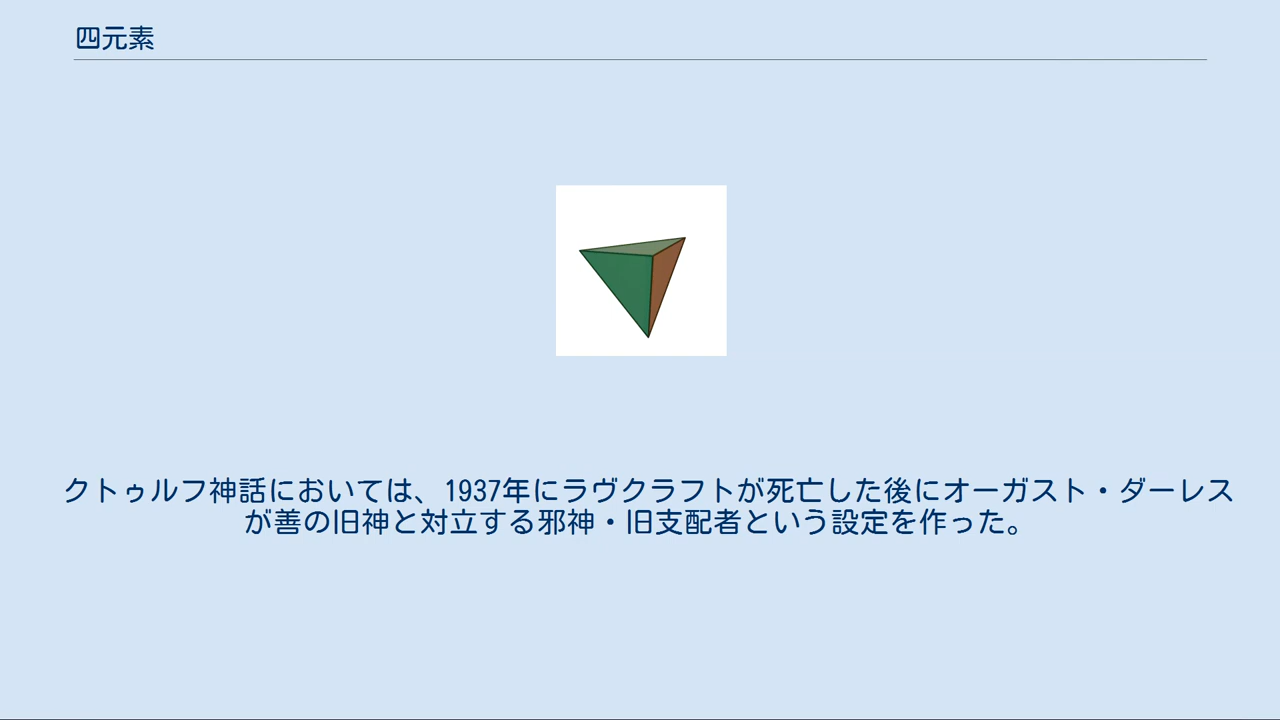 四元素
クトゥルフ神話においては、1937年にラヴクラフトが死亡した後にオーガスト・ダーレス
が善の旧神と対立する邪神・旧支配者という設定を作った。